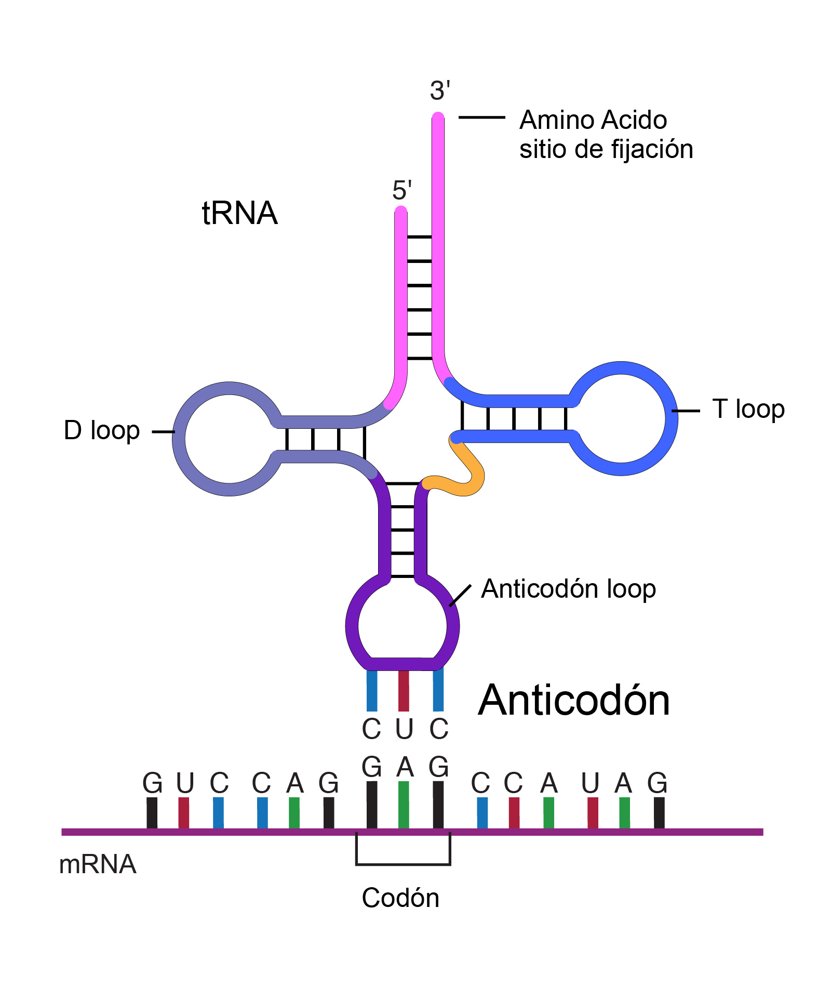 3'
Amino Acido
sitio de fijación
5'
tRNA
D loop
T loop
Anticodón loop
Anticodón
C U C
G A G
G U C C A G C C A U A G
mRNA
Codón